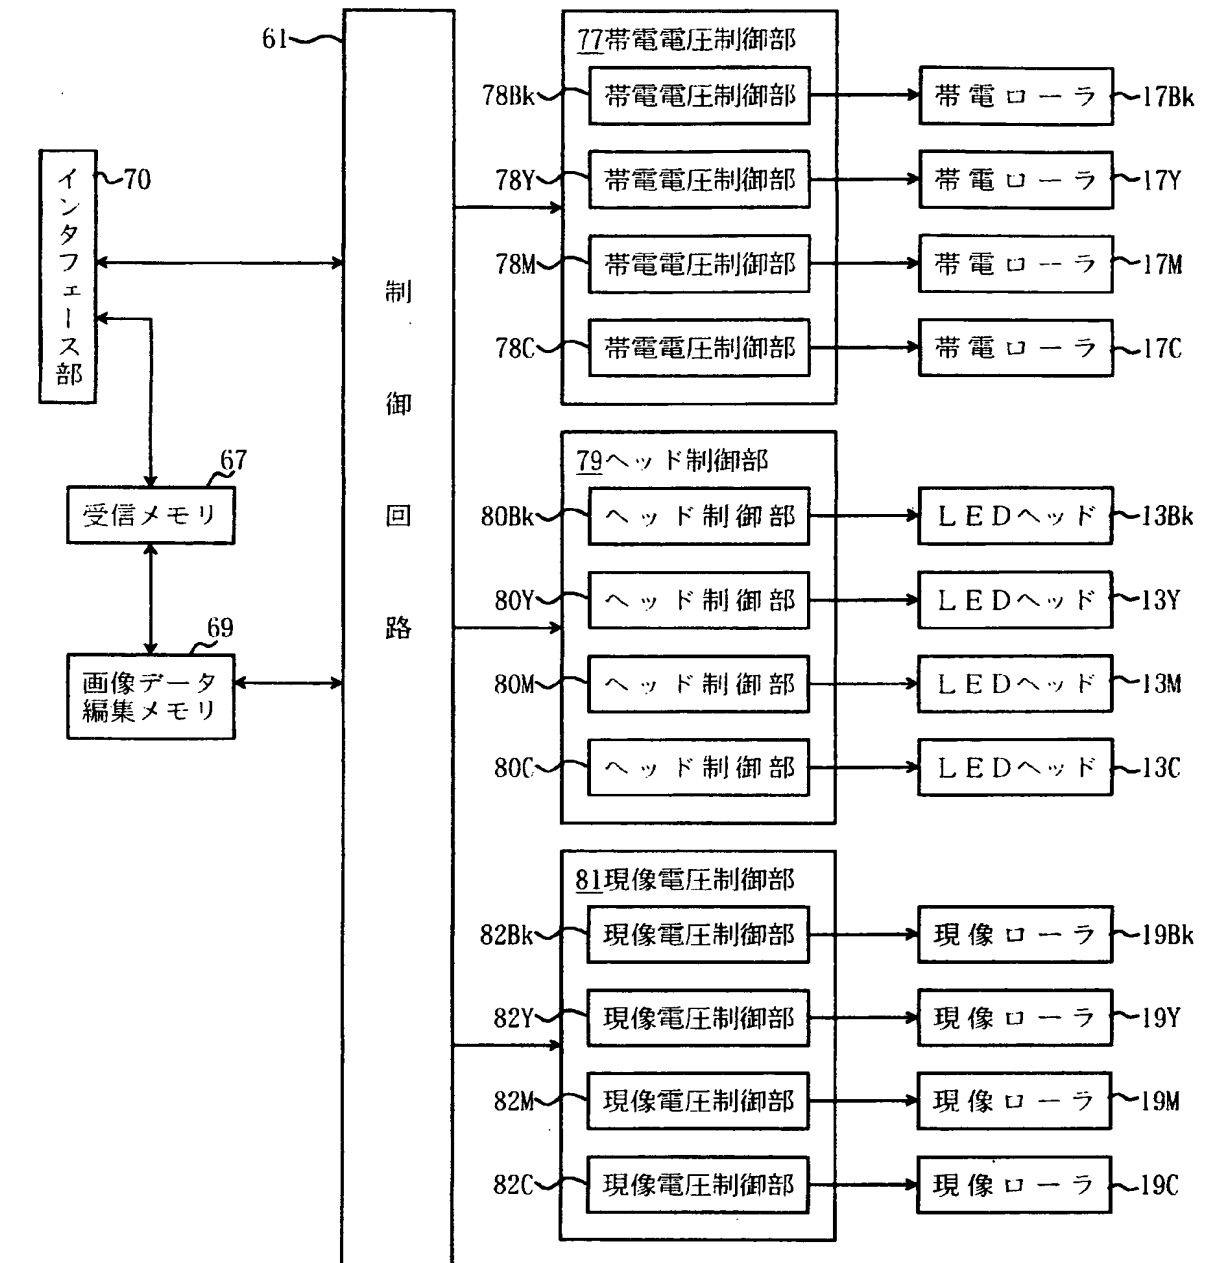 61
制御回路
70
インタフェース部
67
受信メモリ
69
画像データ
編集メモリ
77帯電電圧制御部
78Bk 帯電電圧制御部 帯電ローラ 17Bk
78Y 帯電電圧制御部 帯電ローラ 17Y
78M 帯電電圧制御部 帯電ローラ 17M
78C 帯電電圧制御部 帯電ローラ 17C
79ヘッド制御部
80Bk ヘッド制御部 LEDヘッド 13Bk
80Y ヘッド制御部 LEDヘッド 13Y
80M ヘッド制御部 LEDヘッド 13M
80C ヘッド制御部 LEDヘッド 13C
81現像電圧制御部
82Bk 現像電圧制御部 現像ローラ 19Bk
82Y 現像電圧制御部 現像ローラ 19Y
82M 現像電圧制御部 現像ローラ 19M
82C 現像電圧制御部 現像ローラ 19C